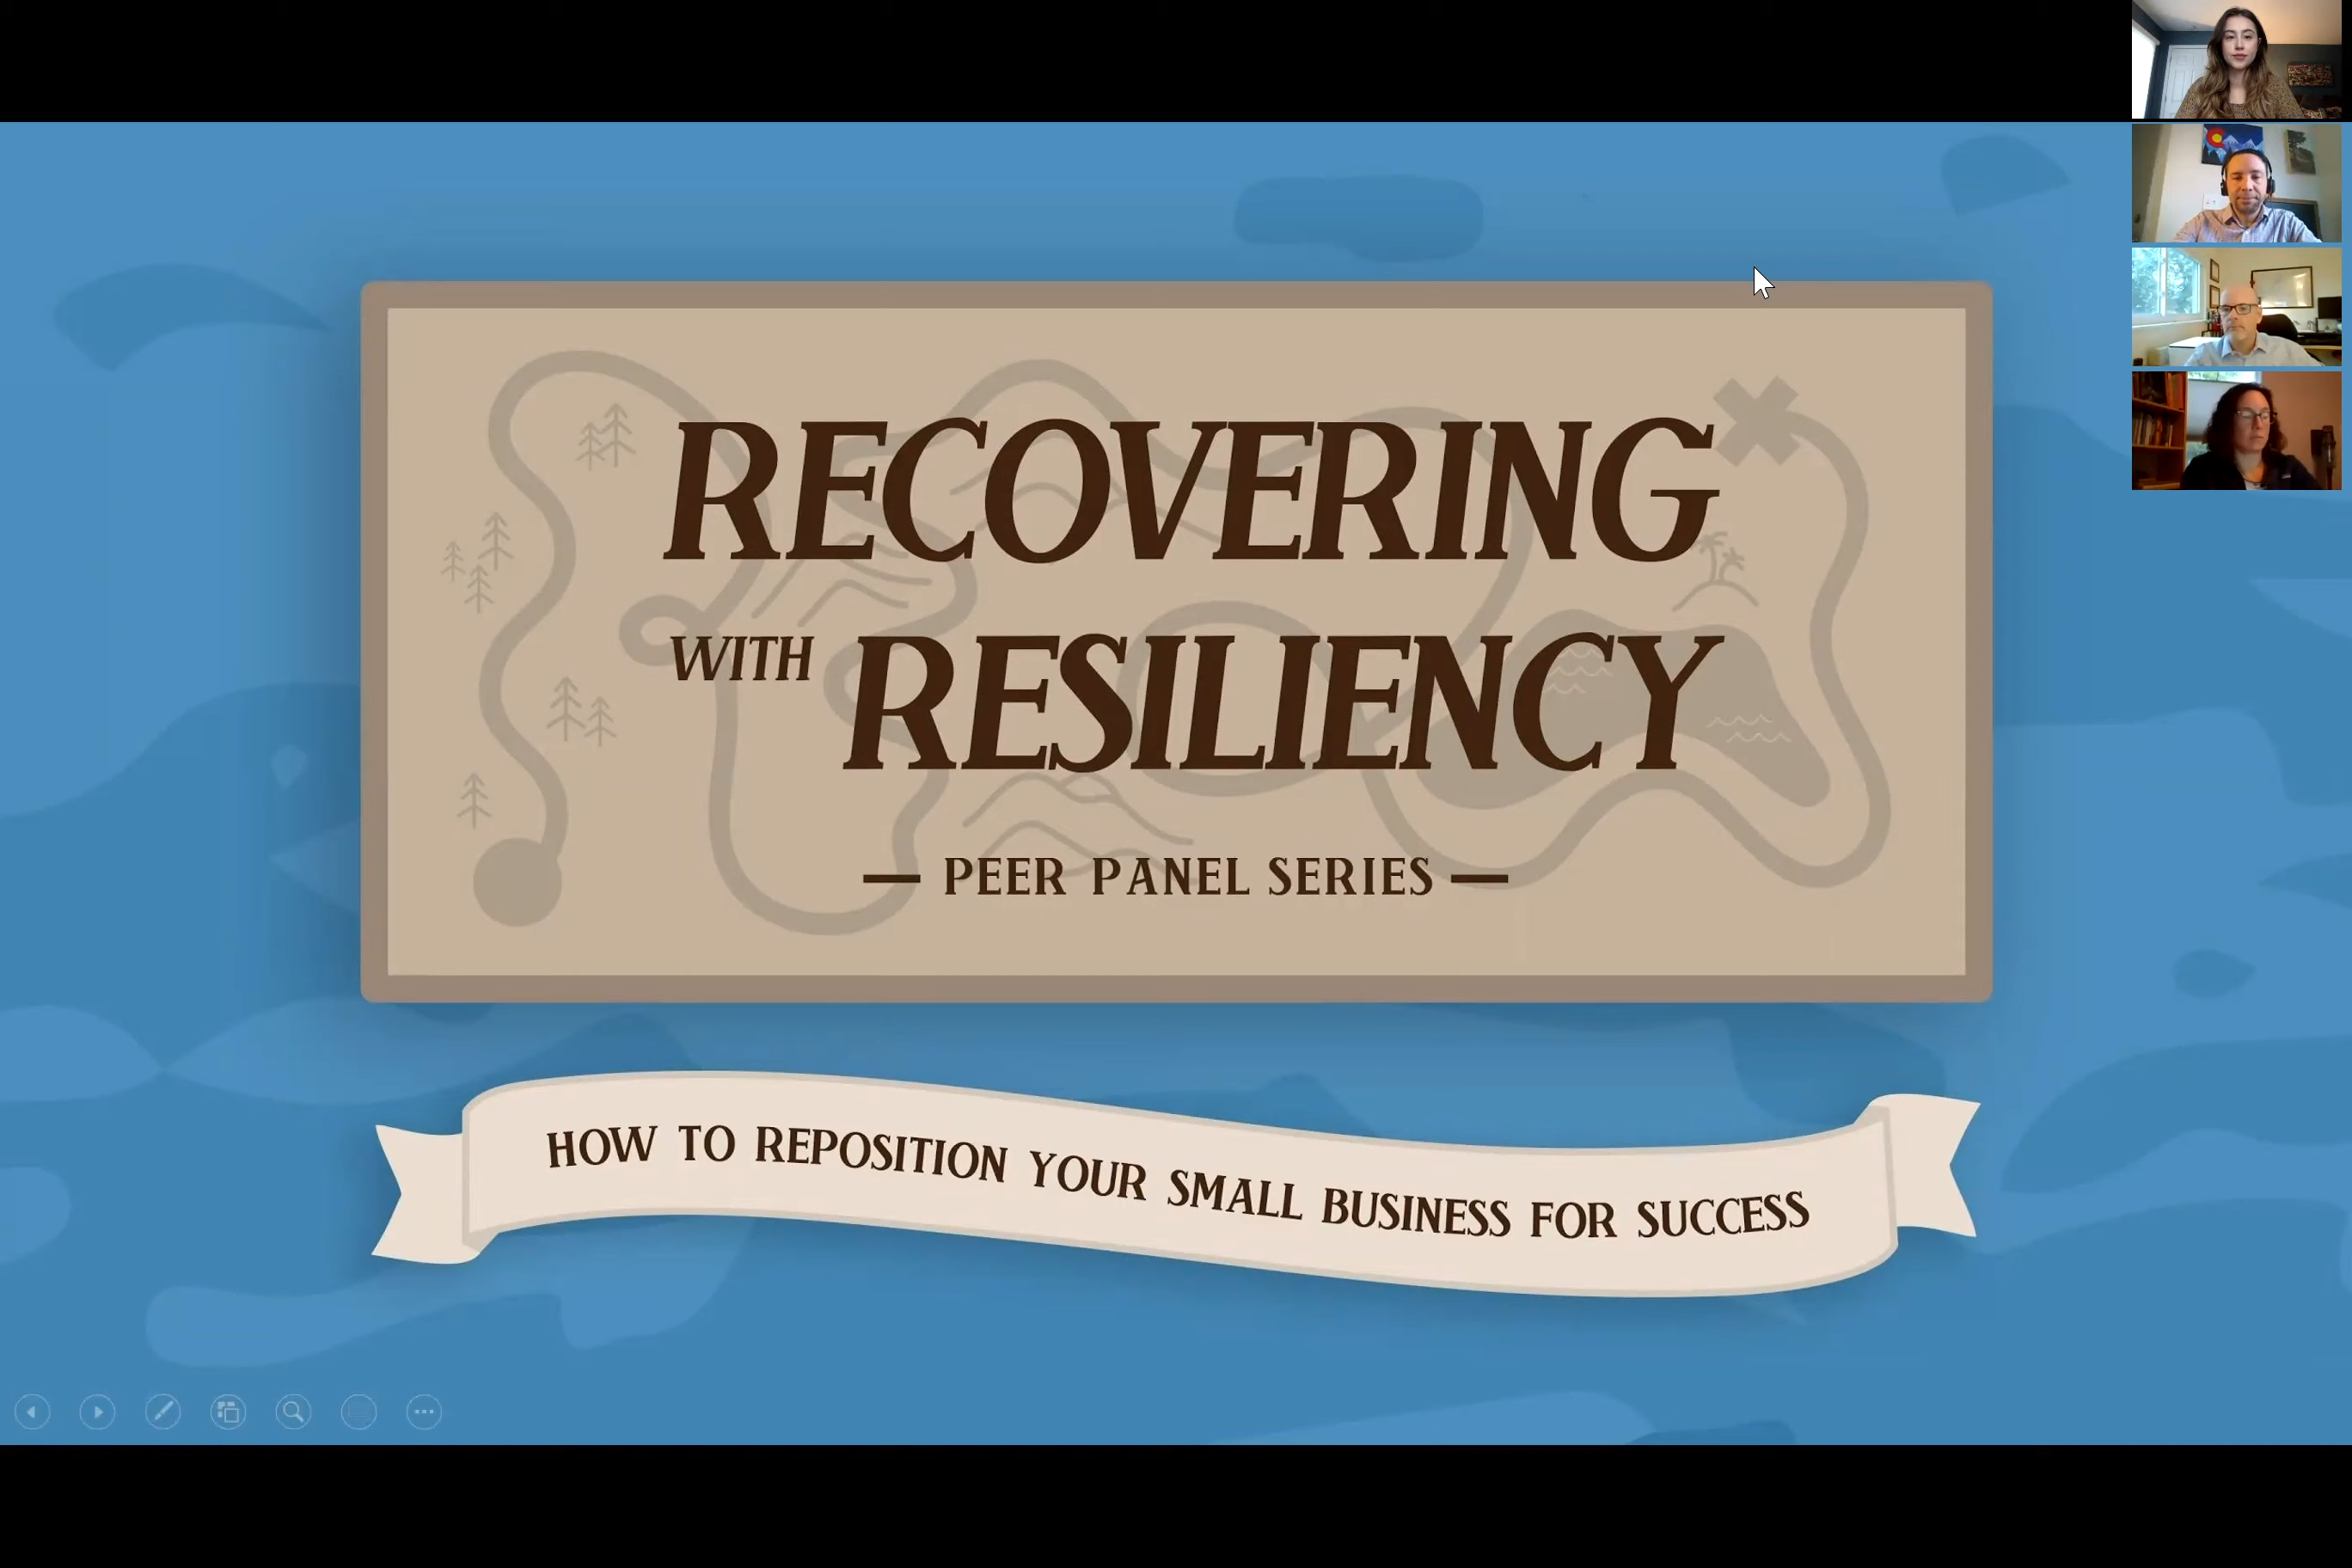 RECOVERING
WITH RESILIENCY
— PEER PANEL SERIES —
HOW TO REPOSITION YOUR SMALL BUSINESS FOR SUCCESS